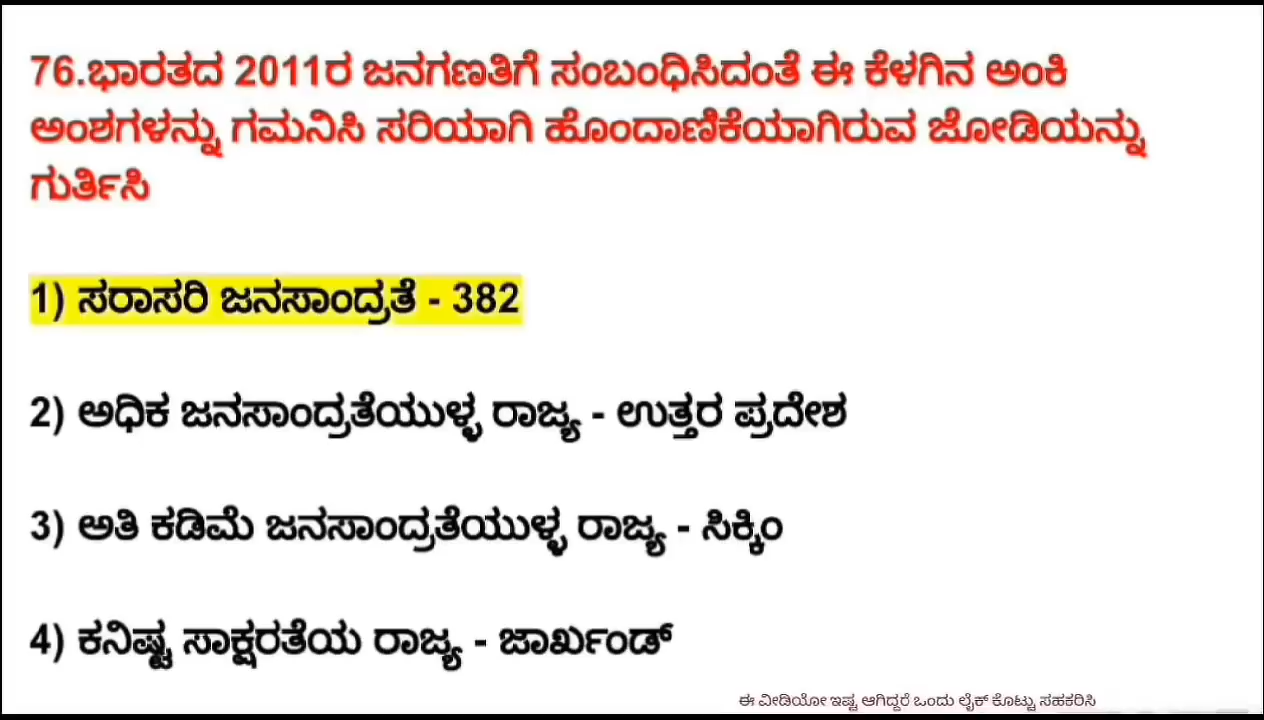 76.ಭಾರತದ 2011ರ ಜನಗಣತಿಗೆ ಸಂಬಂಧಿಸಿದಂತೆ ಈ ಕೆಳಗಿನ ಅಂಕಿ
ಅಂಶಗಳನ್ನು ಗಮನಿಸಿ ಸರಿಯಾಗಿ ಹೊಂದಾಣಿಕೆಯಾಗಿರುವ ಜೋಡಿಯನ್ನು
ಗುರ್ತಿಸಿ
1) ಸರಾಸರಿ ಜನಸಾಂದ್ರತೆ - 382
2) ಅಧಿಕ ಜನಸಾಂದ್ರತೆಯುಳ್ಳ ರಾಜ್ಯ - ಉತ್ತರ ಪ್ರದೇಶ
3) ಅತಿ ಕಡಿಮೆ ಜನಸಾಂದ್ರತೆಯುಳ್ಳ ರಾಜ್ಯ - ಸಿಕ್ಕಿಂ
4) ಕನಿಷ್ಟ ಸಾಕ್ಷರತೆಯ ರಾಜ್ಯ - ಜಾರ್ಖಂಡ್
ಈ ವೀಡಿಯೋ ಇಷ್ಟ ಆಗಿದ್ದರೆ ಒಂದು ಲೈಕ್ ಕೊಟ್ಟು ಸಹಕರಿಸಿ